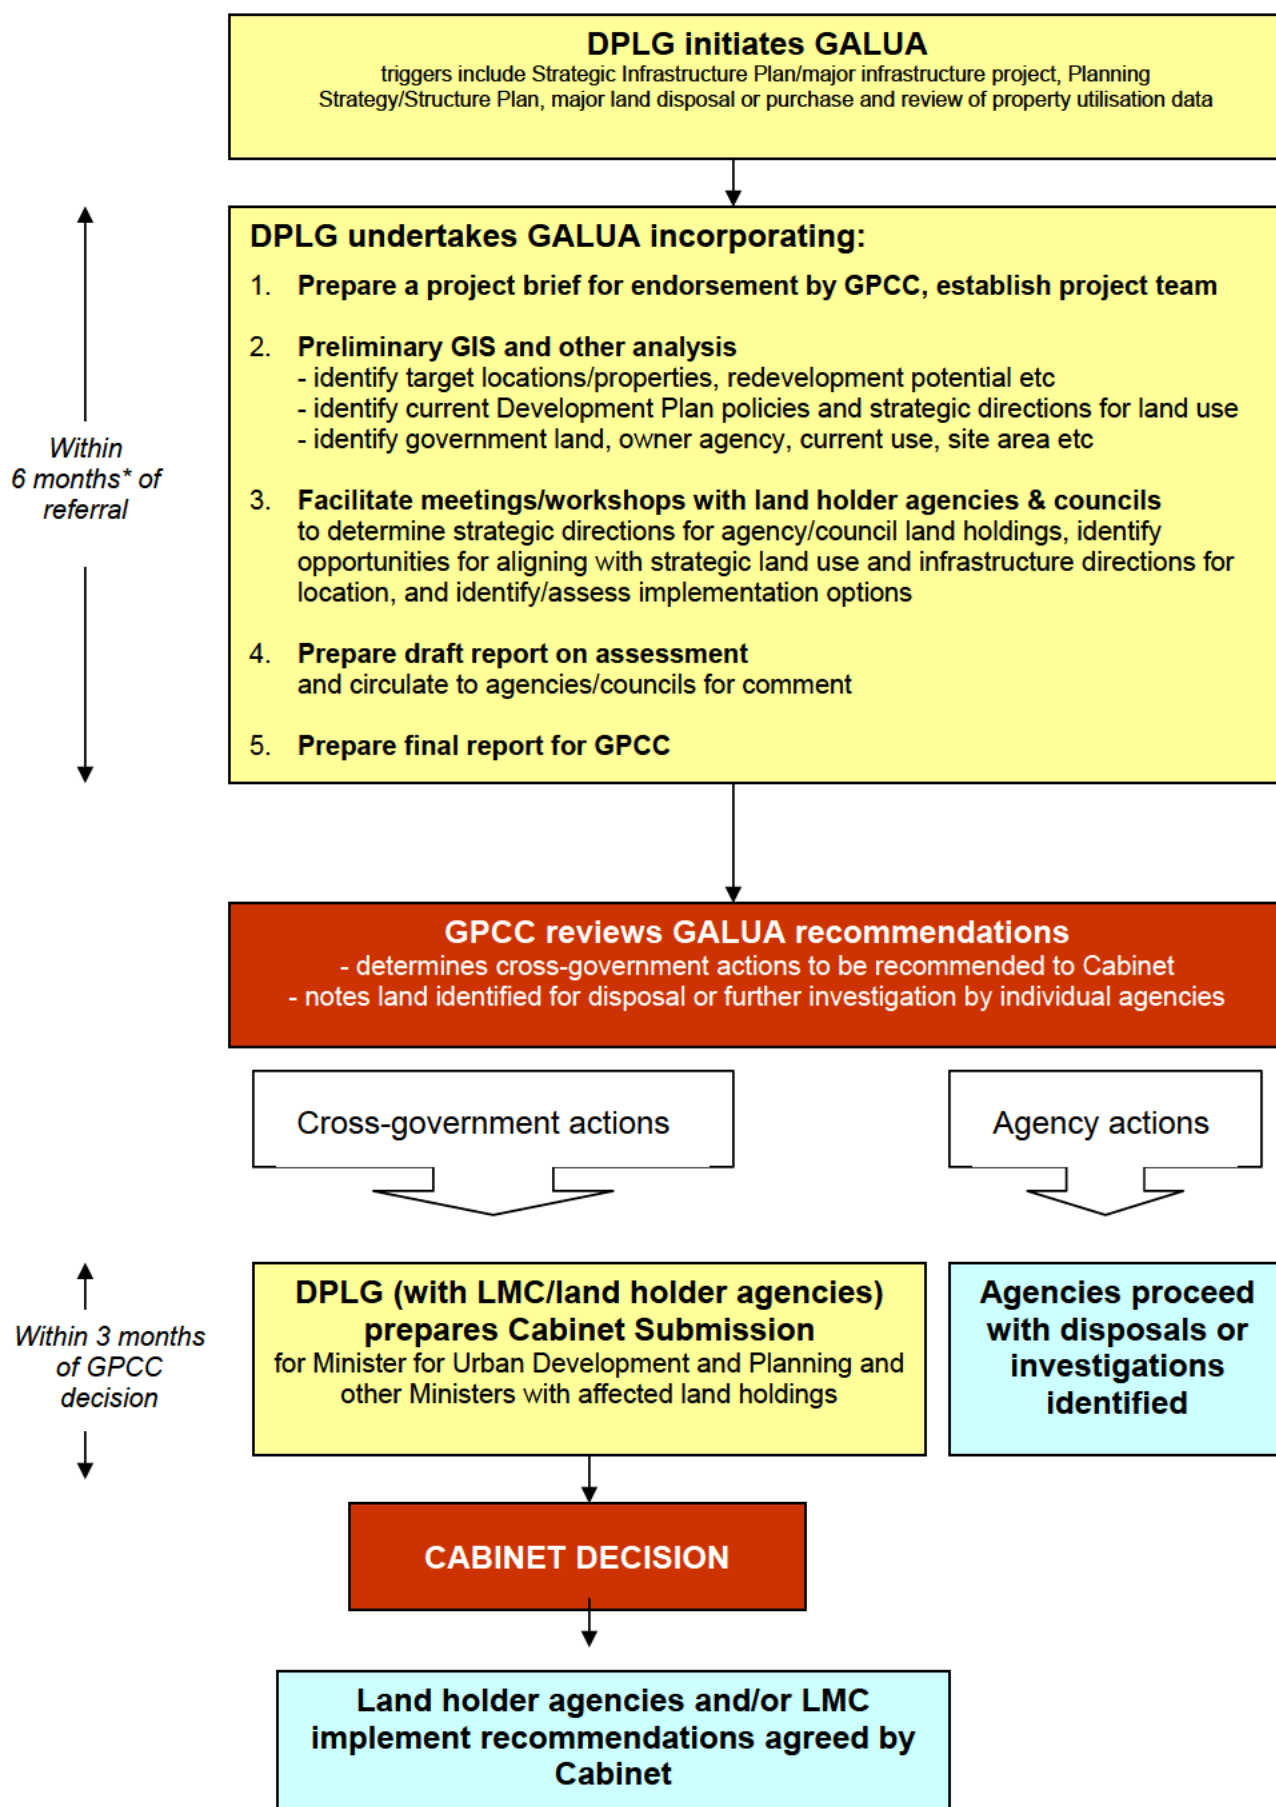 DPLG initiates GALUA
triggers include Strategic Infrastructure Plan/major infrastructure project, Planning
Strategy/Structure Plan, major land disposal or purchase and review of property utilisation data
DPLG undertakes GALUA incorporating:
1. Prepare a project brief for endorsement by GPCC, establish project team
2. Preliminary GIS and other analysis
- identify target locations/properties, redevelopment potential etc
- identify current Development Plan policies and strategic directions for land use
- identify government land, owner agency, current use, site area etc
3. Facilitate meetings/workshops with land holder agencies & councils
to determine strategic directions for agency/council land holdings, identify
opportunities for aligning with strategic land use and infrastructure directions for
location, and identify/assess implementation options
4. Prepare draft report on assessment
and circulate to agencies/councils for comment
5. Prepare final report for GPCC
Within
6 months* of
referral
GPCC reviews GALUA recommendations
- determines cross-government actions to be recommended to Cabinet
- notes land identified for disposal or further investigation by individual agencies
Cross-government actions
Agency actions
Within 3 months
of GPCC
decision
DPLG (with LMC/land holder agencies)
prepares Cabinet Submission
for Minister for Urban Development and Planning and
other Ministers with affected land holdings
Agencies proceed
with disposals or
investigations
identified
CABINET DECISION
Land holder agencies and/or LMC
implement recommendations agreed by
Cabinet